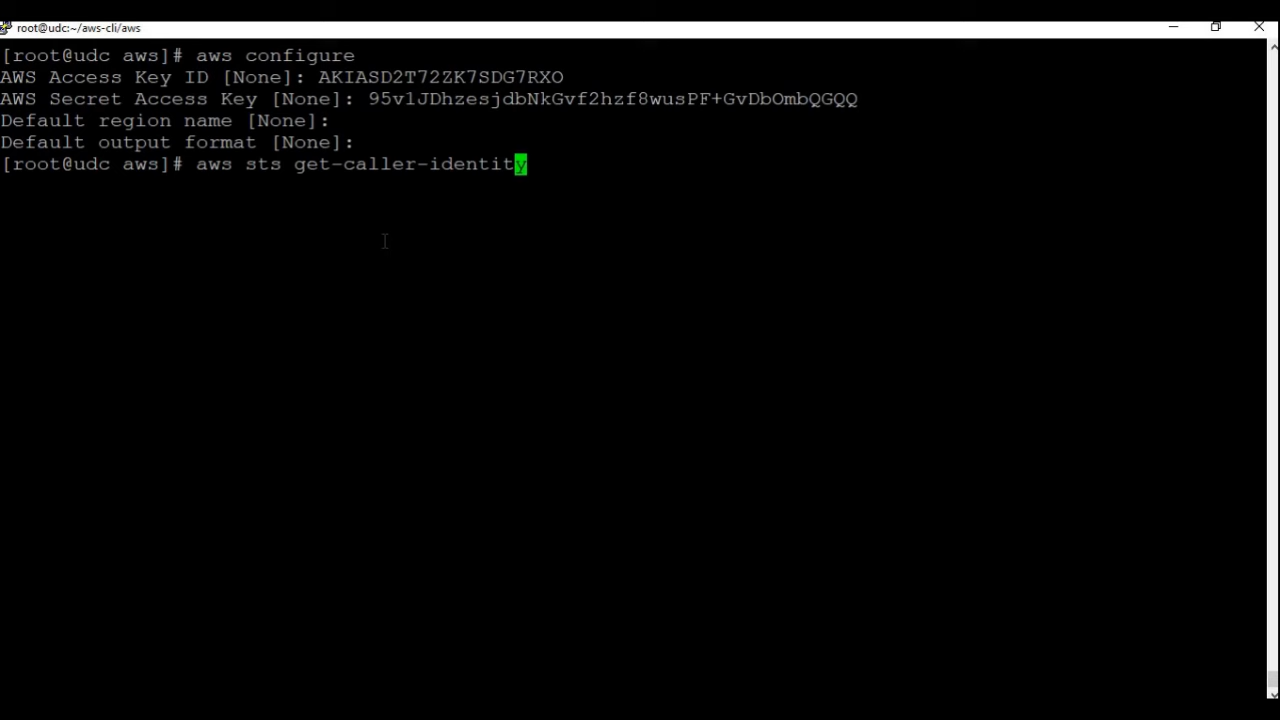 root@udc:~/aws-cli/aws
[root@udc aws]# aws configure
AWS Access Key ID [None]: AKIASD2T72ZK7SDG7RXO
AWS Secret Access Key [None]: 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
Default region name [None]:
Default output format [None]:
[root@udc aws]# aws sts get-caller-identity